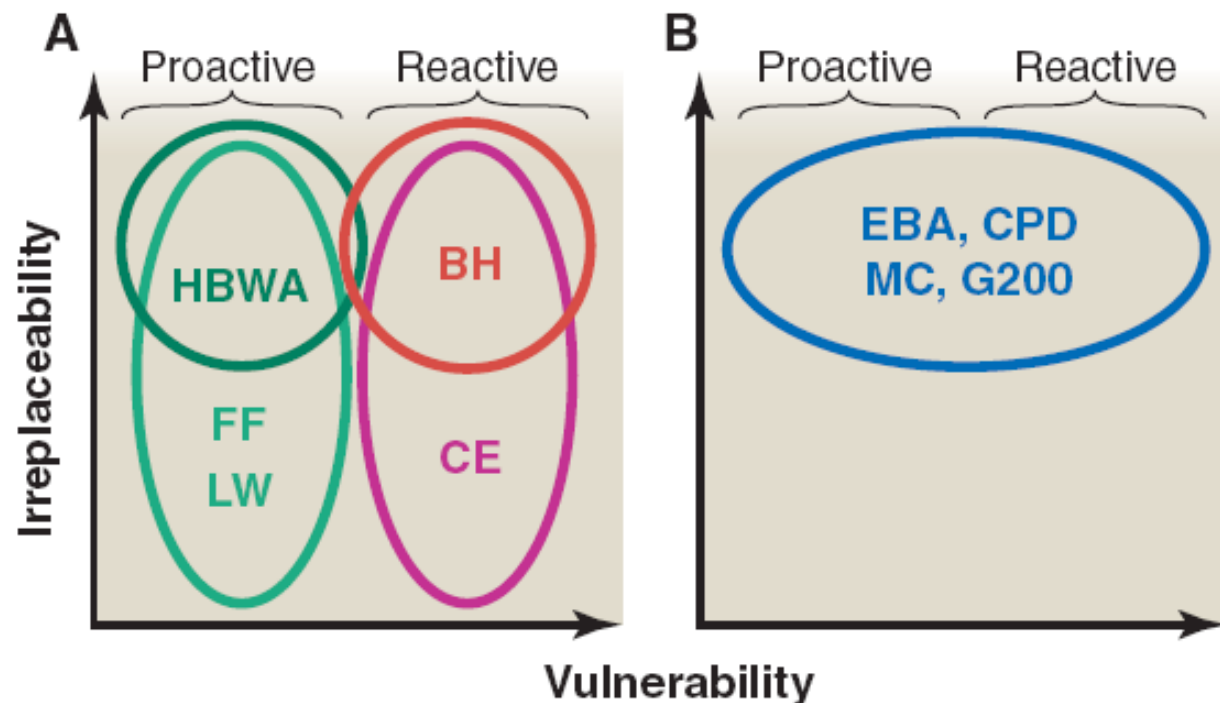 A
Proactive
Reactive
HBWA
BH
FF
LW
CE
Irreplaceability
B
Proactive
Reactive
EBA, CPD
MC, G200
Vulnerability